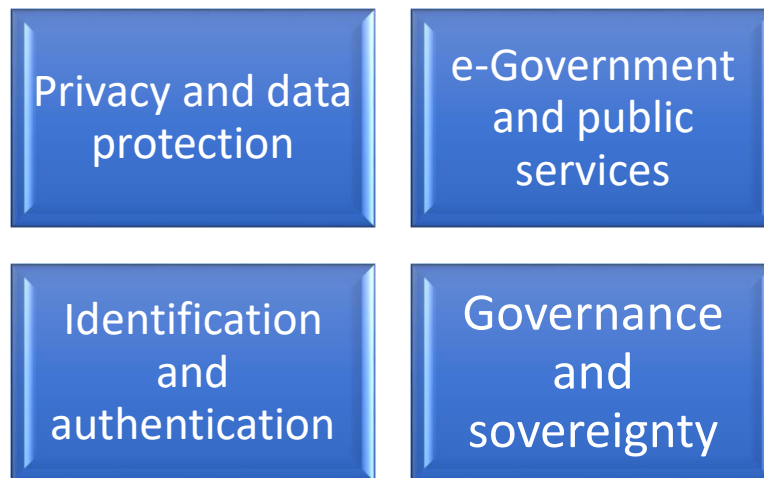 Privacy and data
protection
e-Government
and public
services
Identification
and
authentication
Governance
and
sovereignty